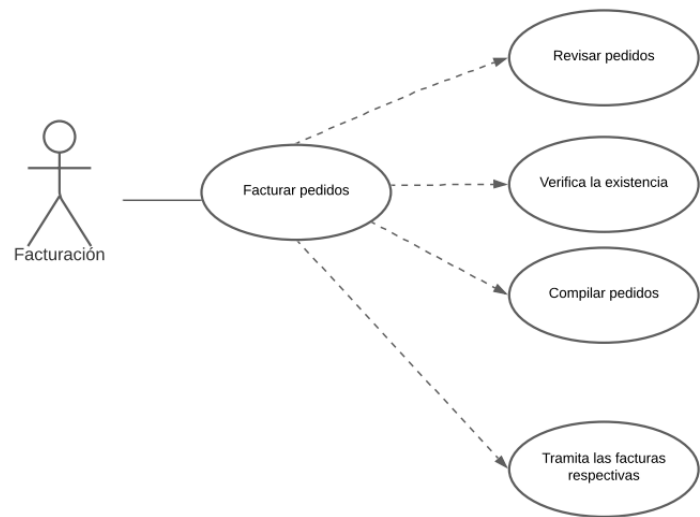 Revisar pedidos
Facturar pedidos
Verifica la existencia
Facturación
Compilar pedidos
Tramita las facturas
respectivas